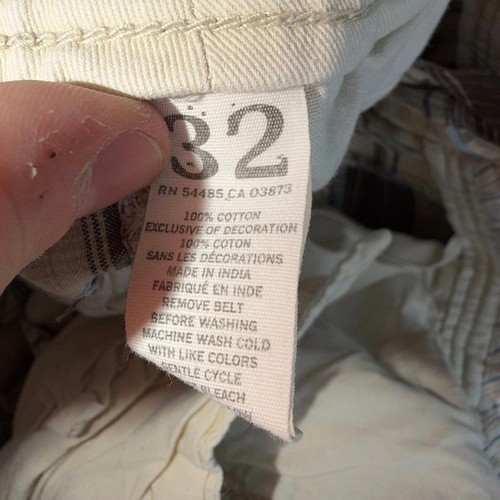 32
RN 54485 CA 03873
100% COTTON
EXCLUSIVE OF DECORATION
100% COTON
SANS LES DÉCORATIONS
MADE IN INDIA
FABRIQUÉ EN INDE
REMOVE BELT
BEFORE WASHING
MACHINE WASH COLD
WITH LIKE COLORS
GENTLE CYCLE
BLEACH